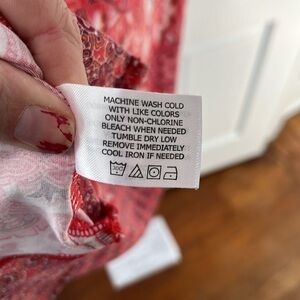 MACHINE WASH COLD
WITH LIKE COLORS
ONLY NON-CHLORINE
BLEACH WHEN NEEDED
TUMBLE DRY LOW
REMOVE IMMEDIATELY
COOL IRON IF NEEDED